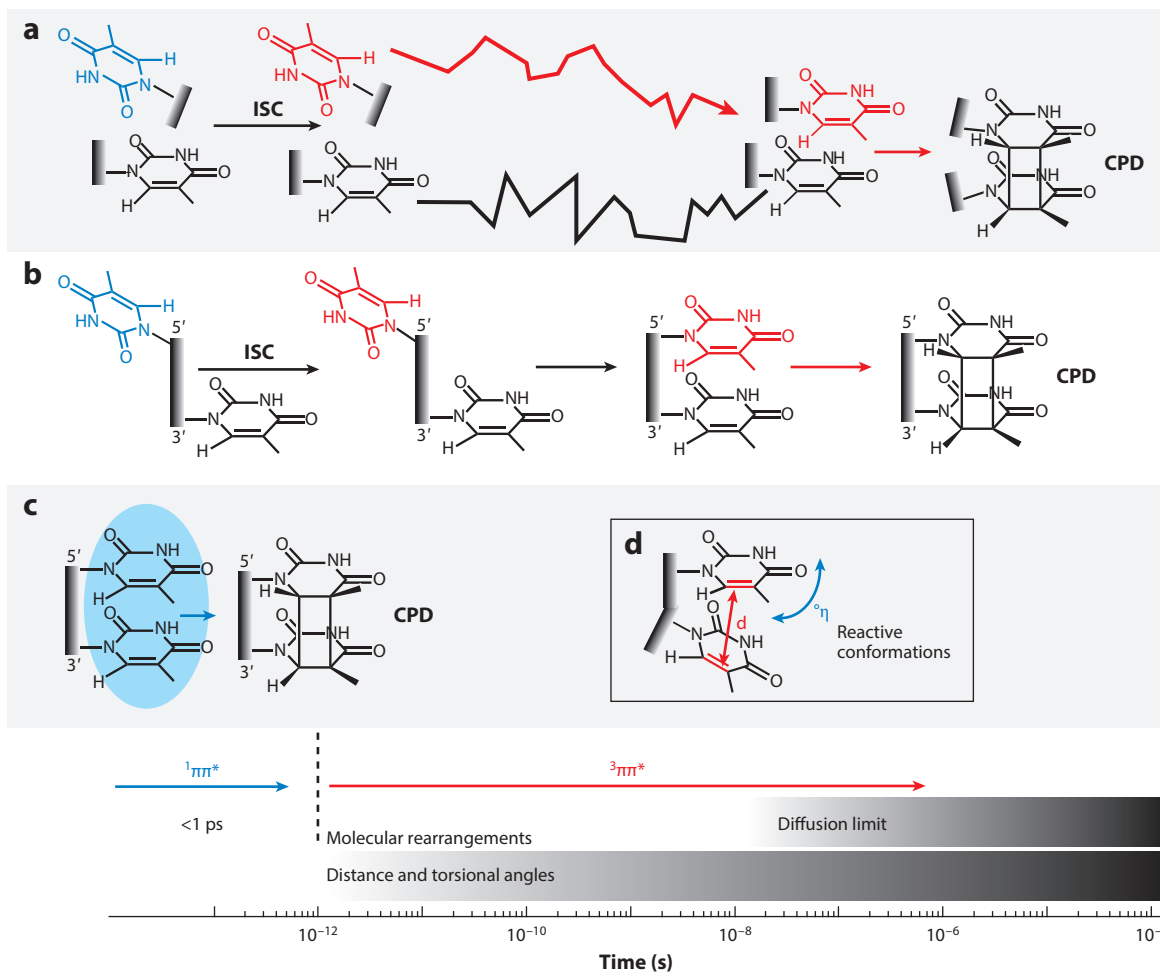 a
O
H
HN
N
O
ISC
O
H
HN
N
O
O
NH
N
O
H
O
NH
N
O
H
O
NH
N
O
H
O
NH
N
O
H
O
NH
N
O
H
O
NH
N
O
H
CPD
b
O
H
HN
N
O
5′
ISC
O
NH
N
O
3′
H
O
H
HN
N
O
5′
O
NH
N
O
3′
H
5′
O
NH
N
O
H
O
NH
N
O
3′
H
5′
O
NH
N
O
H
O
NH
N
O
3′
H
CPD
c
5′
O
NH
N
O
H
O
NH
N
O
3′
H
5′
O
NH
N
O
H
O
NH
N
O
3′
H
CPD
d
O
NH
N
O
H
d
°η
O
N
NH
H
O
Reactive
conformations
¹ππ*
³ππ*
<1 ps
Diffusion limit
Molecular rearrangements
Distance and torsional angles
10⁻¹² 10⁻¹⁰ 10⁻⁸ 10⁻⁶
Time (s)